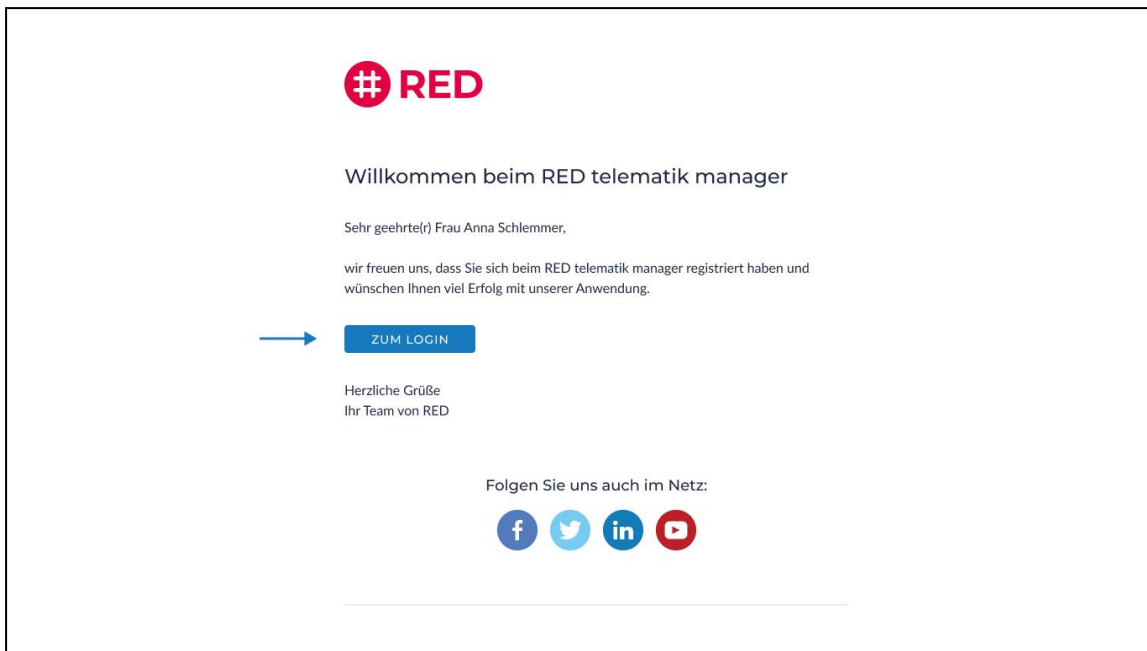 # RED
Willkommen beim RED telematik manager
Sehr geehrte(r) Frau Anna Schlemmer,
wir freuen uns, dass Sie sich beim RED telematik manager registriert haben und
wünschen Ihnen viel Erfolg mit unserer Anwendung.
ZUM LOGIN
Herzliche Grüße
Ihr Team von RED
Folgen Sie uns auch im Netz:
f in